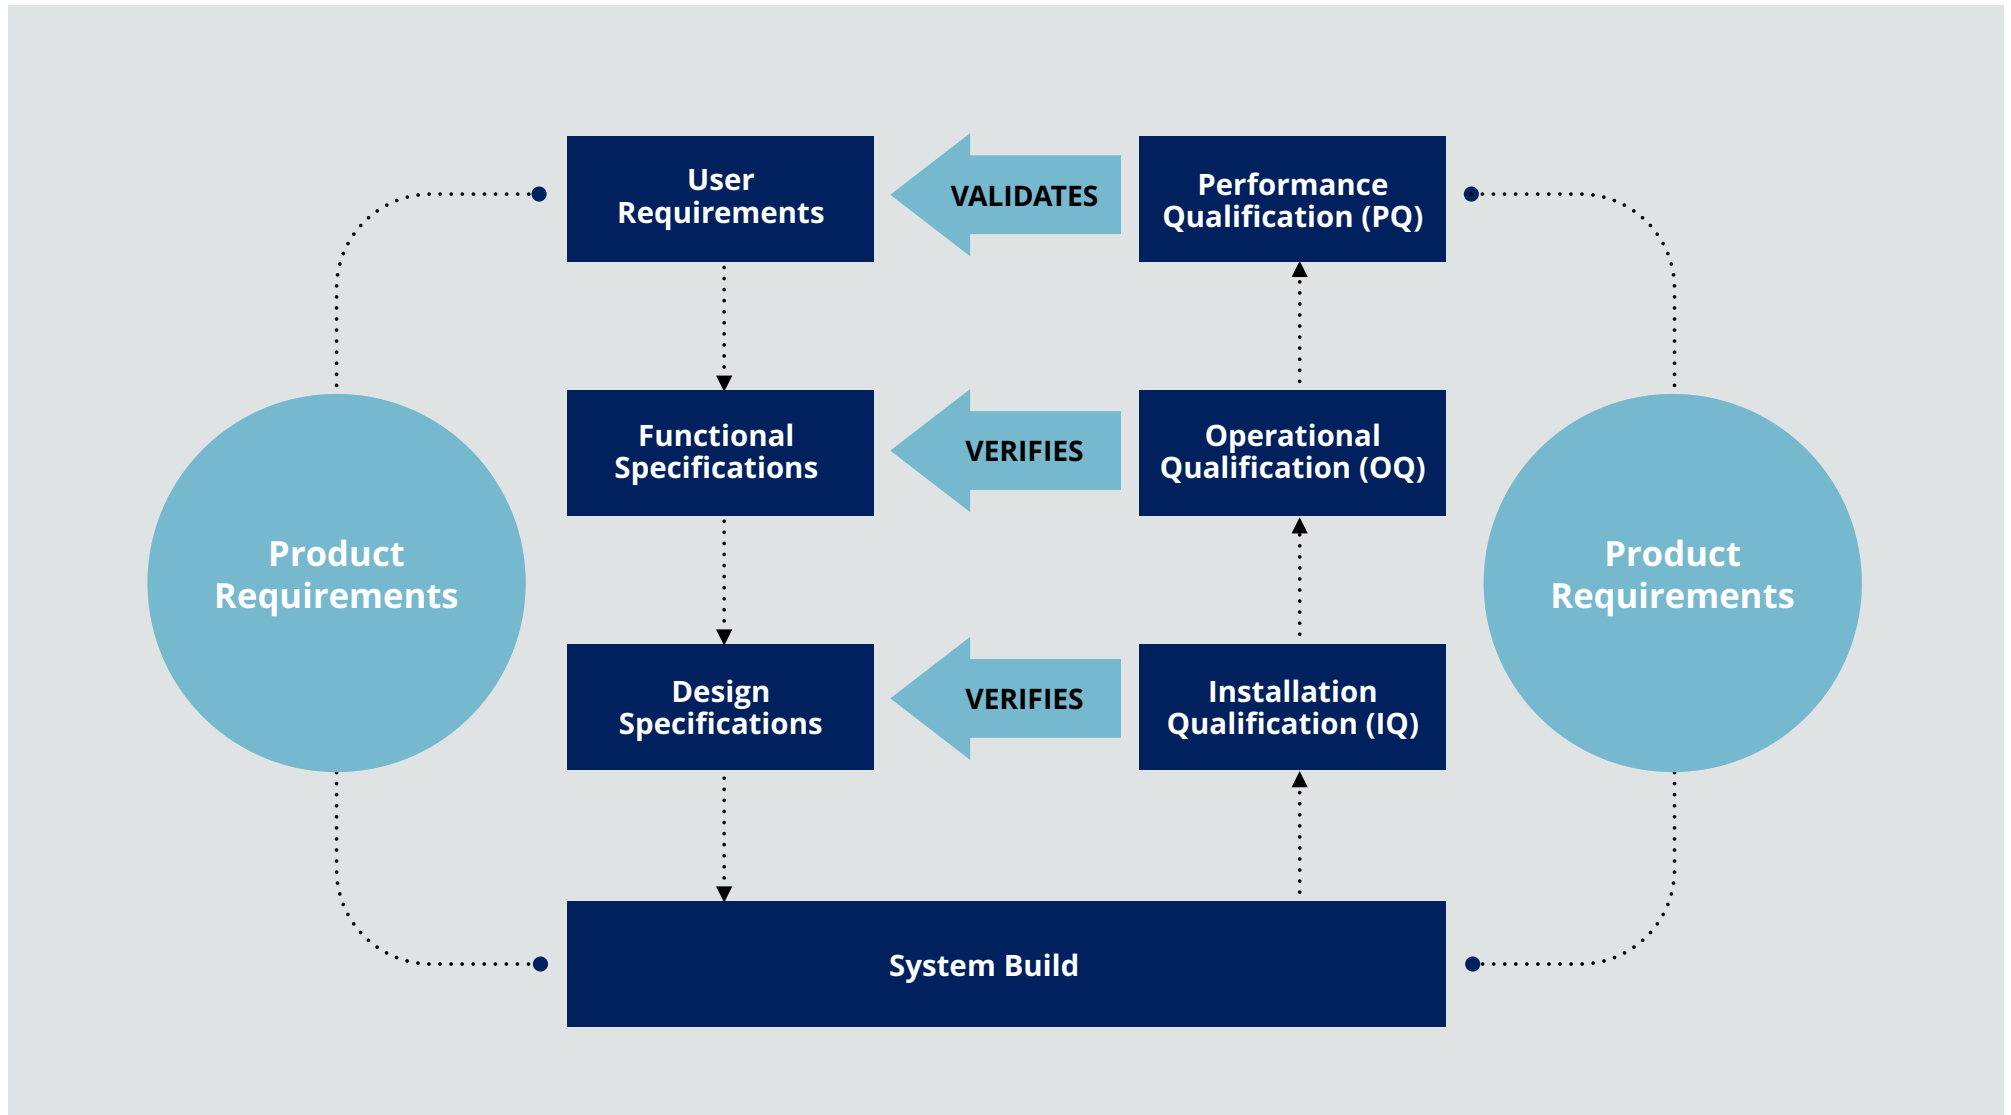 User
Requirements
VALIDATES
Performance
Qualification (PQ)
Functional
Specifications
VERIFIES
Operational
Qualification (OQ)
Product
Requirements
Product
Requirements
Design
Specifications
VERIFIES
Installation
Qualification (IQ)
System Build